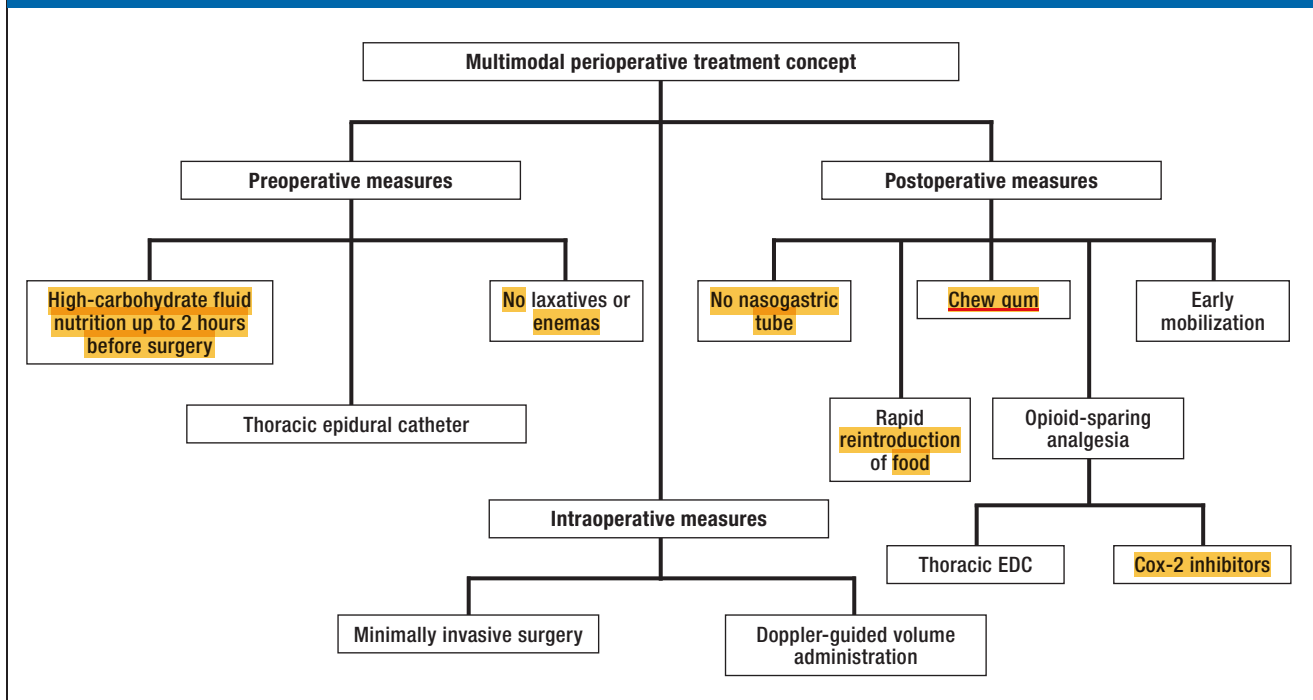 Multimodal perioperative treatment concept
Preoperative measures
Postoperative measures
High-carbohydrate fluid
nutrition up to 2 hours
before surgery
No laxatives or
enemas
No nasogastric
tube
Chew gum
Early
mobilization
Thoracic epidural catheter
Rapid
reintroduction
of food
Opioid-sparing
analgesia
Intraoperative measures
Thoracic EDC
Cox-2 inhibitors
Minimally invasive surgery
Doppler-guided volume
administration